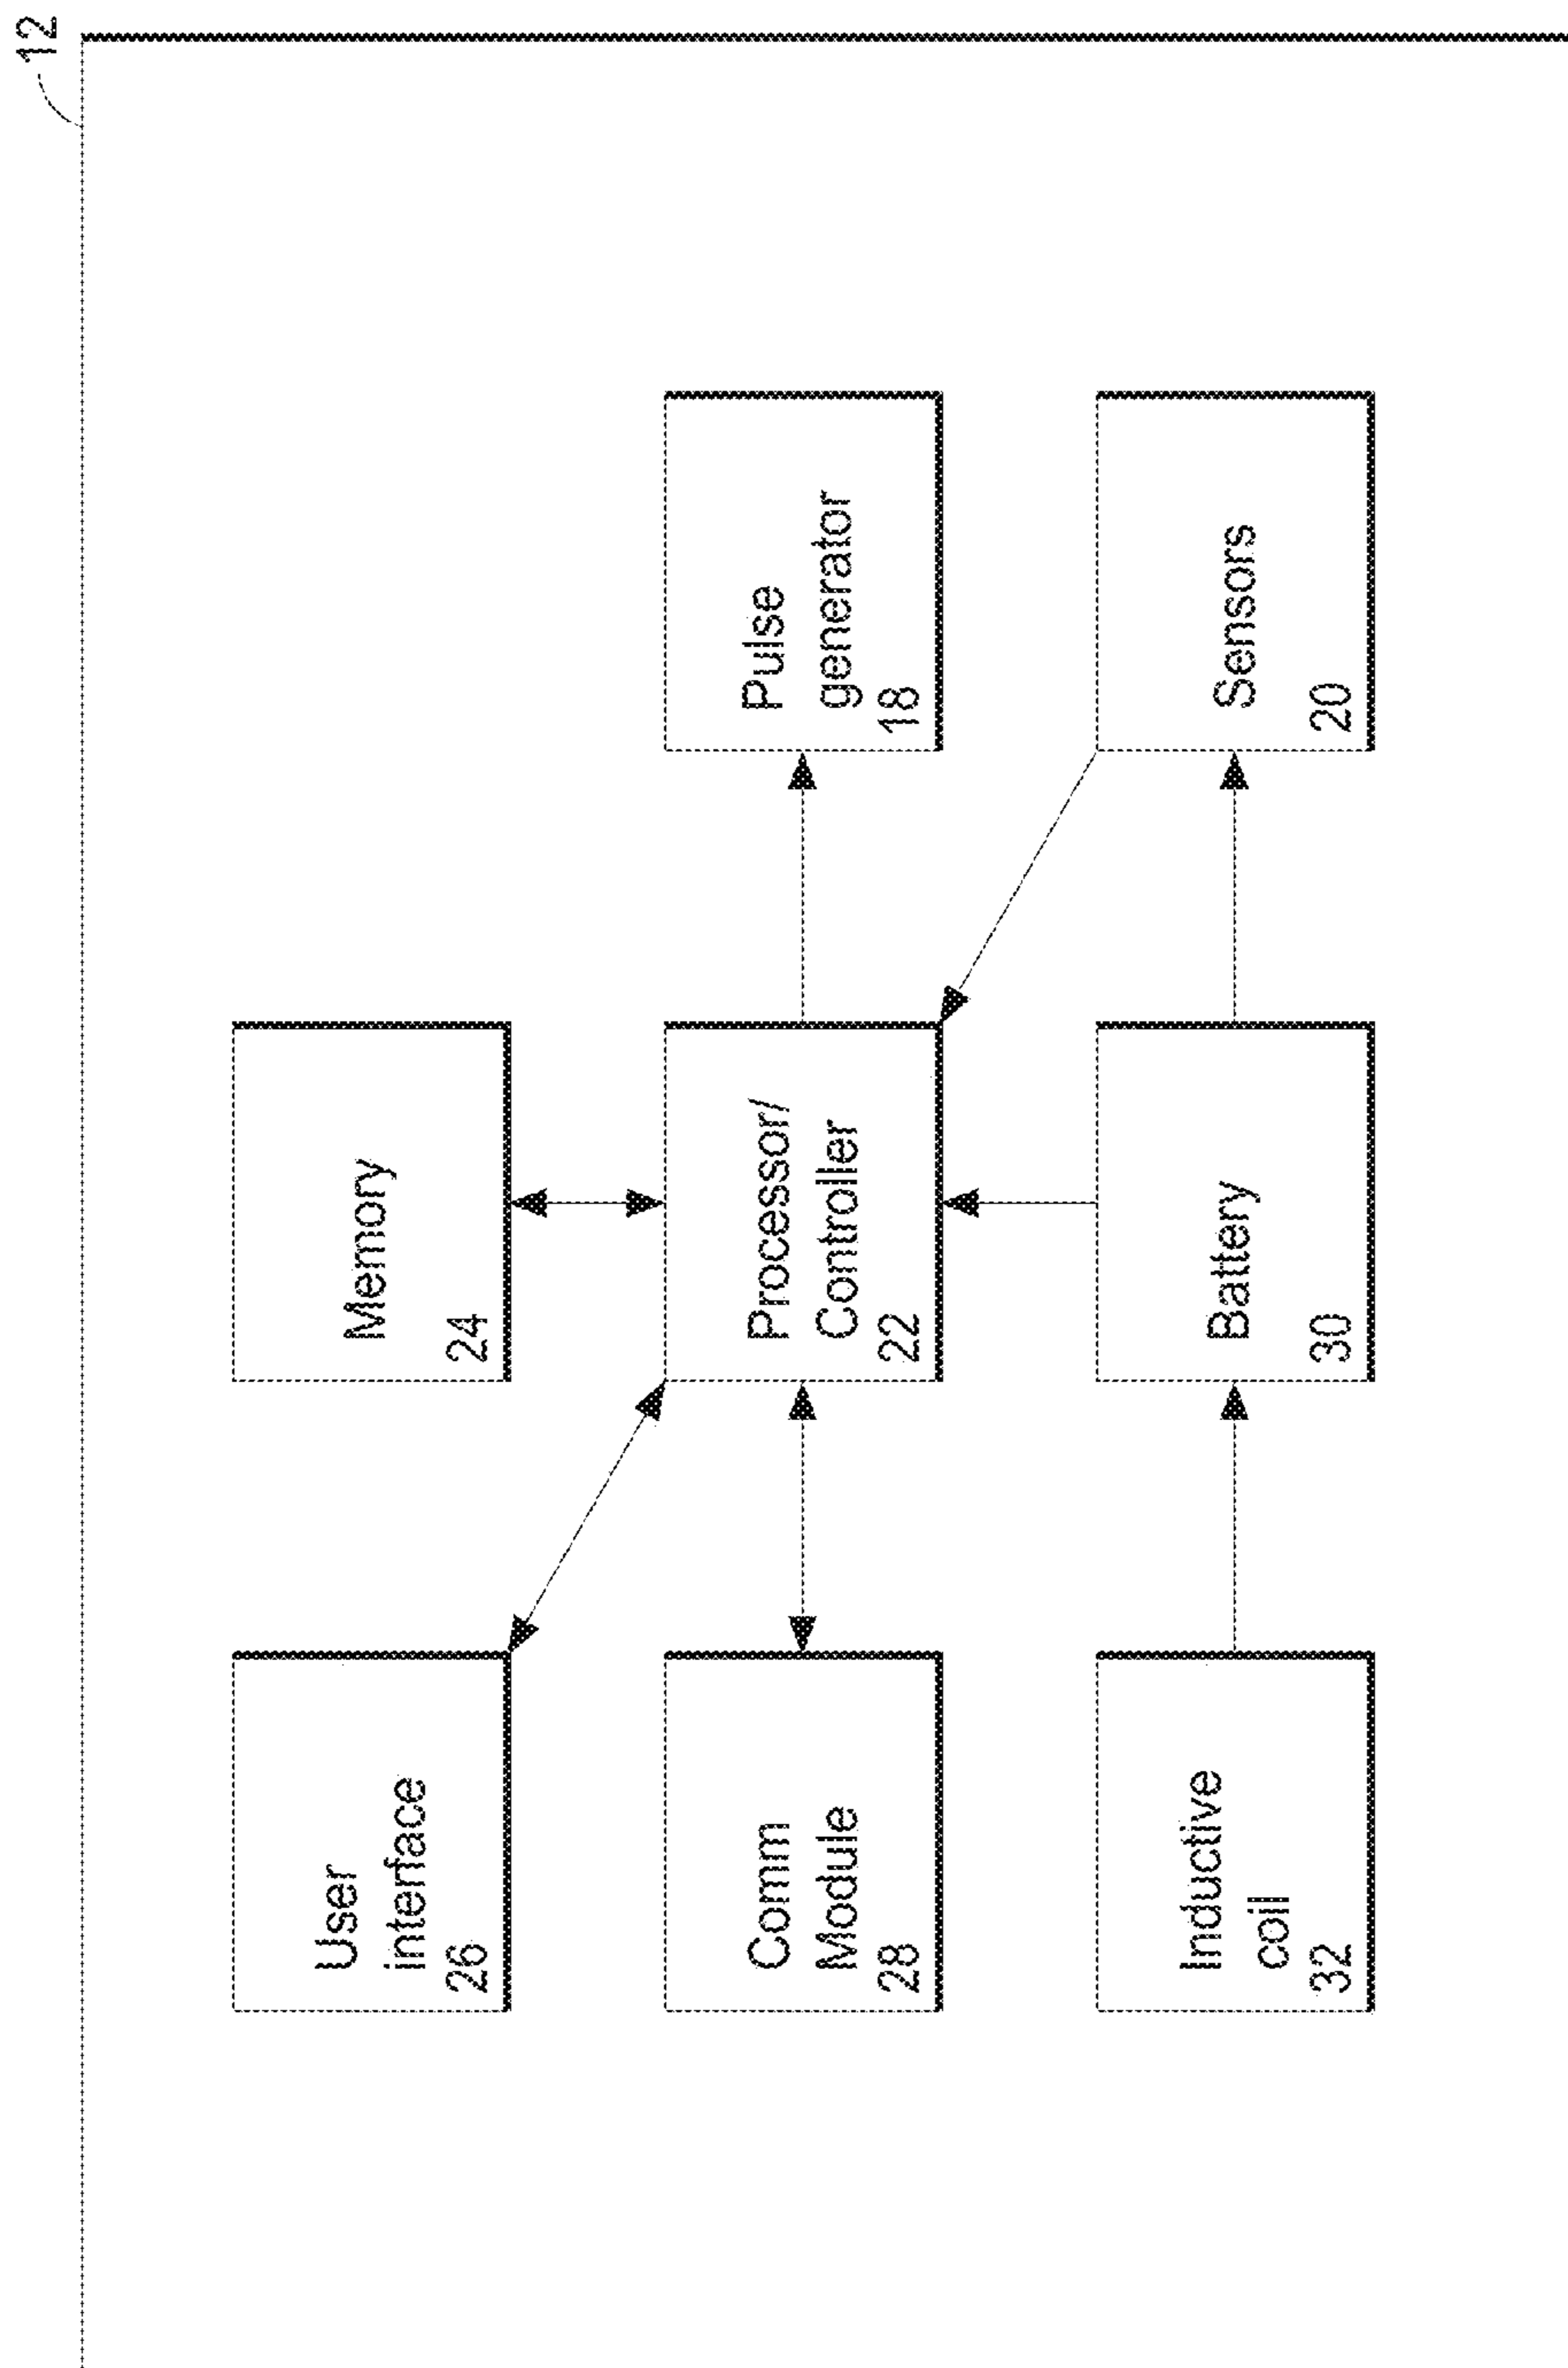 12
User
interface
26
Memory
24
Comm
Module
28
Processor/
Controller
22
Pulse
generator
18
Inductive
coil
32
Battery
30
Sensors
20